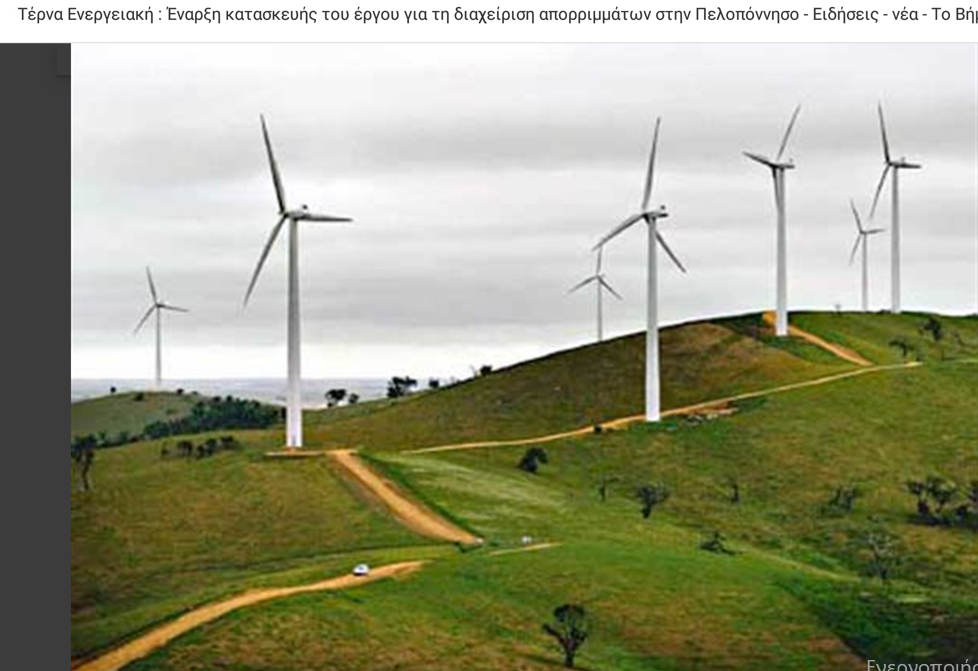 Τέρνα Ενεργειακή : Έναρξη κατασκευής του έργου για τη διαχείριση απορριμμάτων στην Πελοπόννησο - Ειδήσεις - νέα - Το